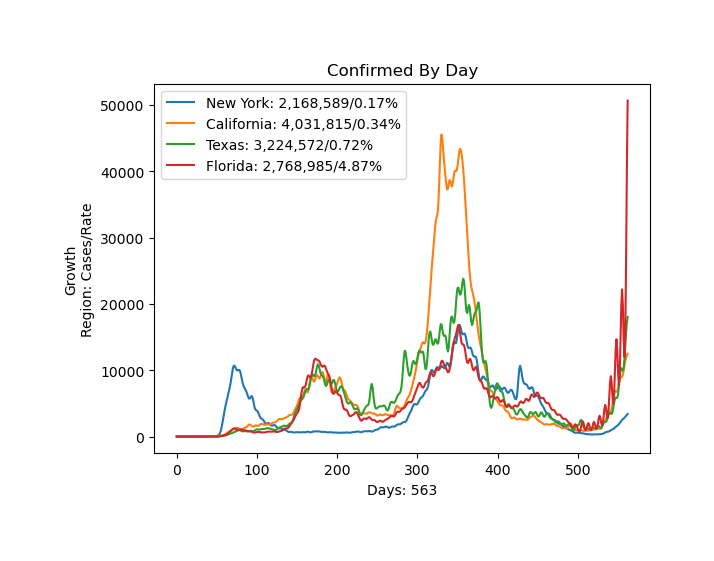 Confirmed By Day
New York: 2,168,589/0.17%
California: 4,031,815/0.34%
Texas: 3,224,572/0.72%
Florida: 2,768,985/4.87%
Growth
Region: Cases/Rate
50000
40000
30000
20000
10000
0
0 100 200 300 400 500
Days: 563